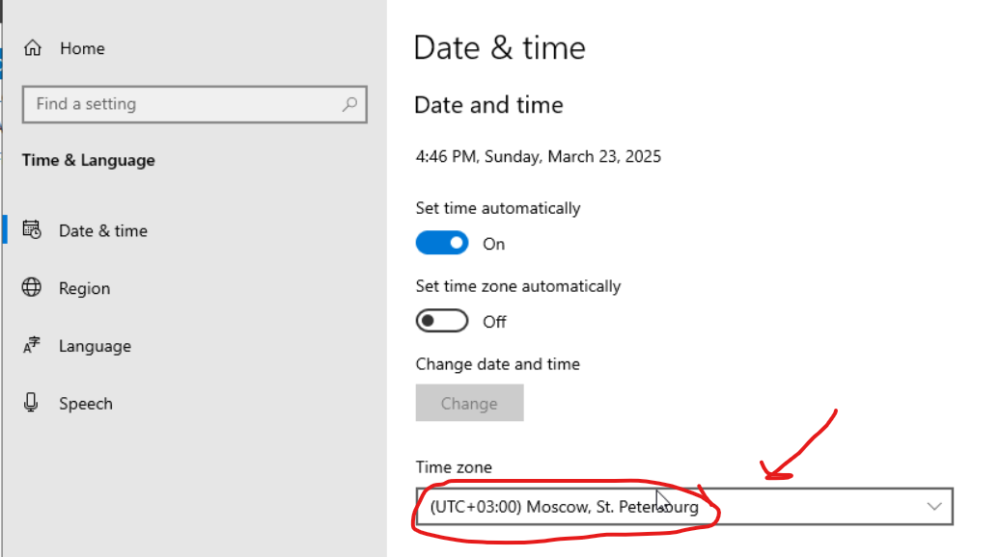 Home
Find a setting
Time & Language
Date & time
Region
Language
Speech
Date & time
Date and time
4:46 PM, Sunday, March 23, 2025
Set time automatically
On
Set time zone automatically
Off
Change date and time
Change
Time zone
(UTC+03:00) Moscow, St. Petersburg